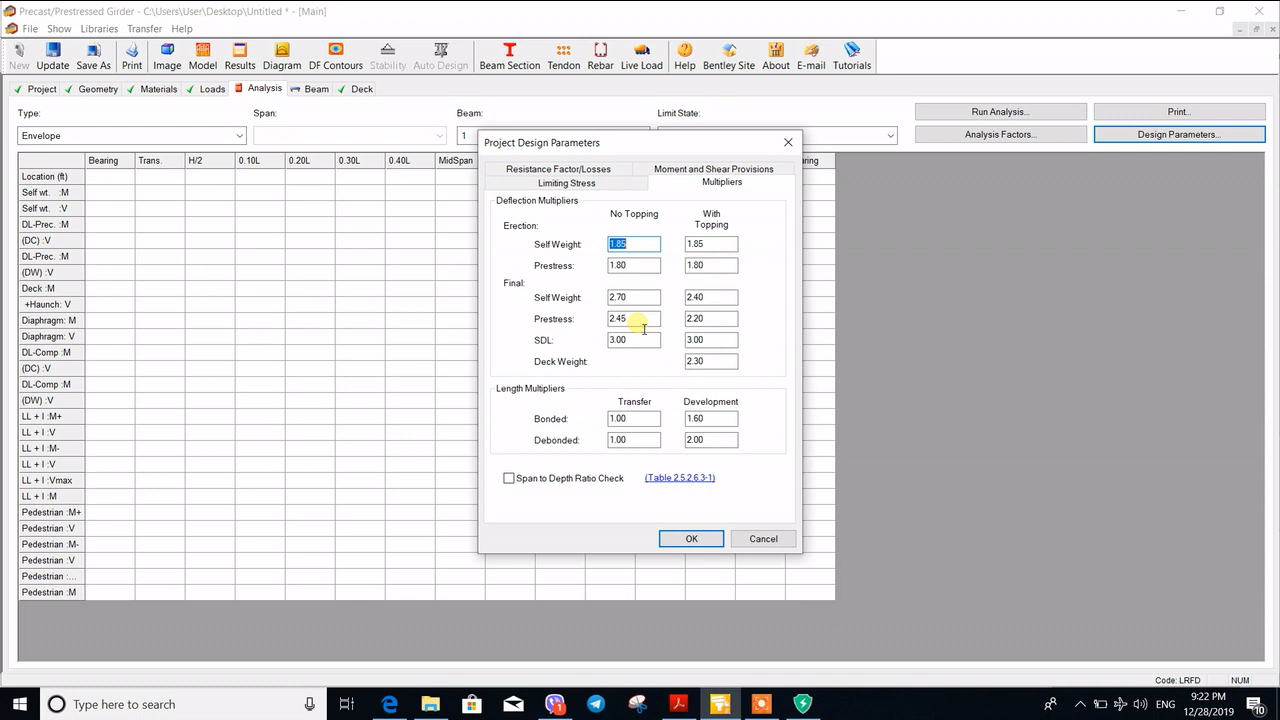 Precast/Prestressed Girder - C:\Users\User\Desktop\Untitled * - [Main]
File Show Libraries Transfer Help
New Update Save As Print Image Model Results Diagram DF Contours Stability Auto Design Beam Section Tendon Rebar Live Load Help Bentley Site About E-mail Tutorials
Project Geometry Materials Loads Analysis Beam Deck
Type: Span: Beam: Limit State: Run Analysis... Print...
Envelope 1 Analysis Factors... Design Parameters...
Project Design Parameters
Bearing Trans. H/2 0.10L 0.20L 0.30L 0.40L MidSpan
Resistance Factor/Losses Moment and Shear Provisions
Limiting Stress Multipliers
Deflection Multipliers
No Topping With Topping
Erection:
Self Weight: 1.85 1.85
Prestress: 1.80 1.80
Final:
Self Weight: 2.70 2.40
Prestress: 2.45 2.20
SDL: 3.00 3.00
Deck Weight: 2.30
Length Multipliers
Transfer Development
Bonded: 1.00 1.60
Debonded: 1.00 2.00
Span to Depth Ratio Check (Table 2.5.2.6.3-1)
OK Cancel
Location (ft)
Self wt. :M
Self wt. :V
DL-Prec. :M
(DC) :V
DL-Prec. :M
(DW) :V
Deck :M
+Haunch: V
Diaphragm: M
Diaphragm: V
DL-Comp :M
(DC) :V
DL-Comp :M
(DW) :V
LL + I :M+
LL + I :V
LL + I :M-
LL + I :V
LL + I :Vmax
LL + I :M
Pedestrian :M+
Pedestrian :V
Pedestrian :M-
Pedestrian :V
Pedestrian :...
Pedestrian :M
Code: LRFD NUM
Type here to search
ENG 9:22 PM
12/28/2019
10
10